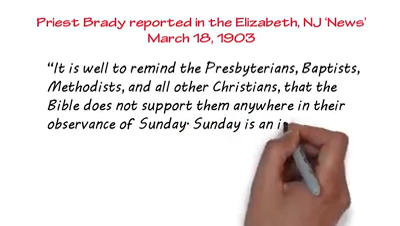 Priest Brady reported in the Elizabeth, NJ ‘News’
March 18, 1903
“It is well to remind the Presbyterians, Baptists,
Methodists, and all other Christians, that the
Bible does not support them anywhere in their
observance of Sunday. Sunday is an i